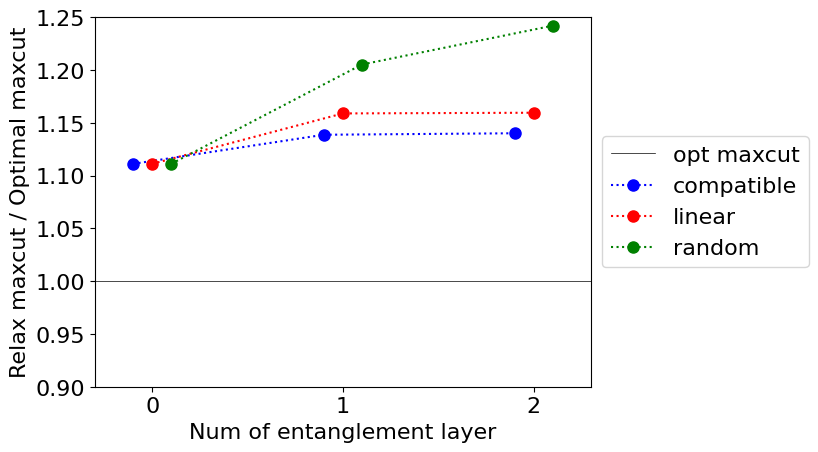 Relax maxcut / Optimal maxcut
1.25
1.20
1.15
1.10
1.05
1.00
0.95
0.90
0
1
2
Num of entanglement layer
opt maxcut
compatible
linear
random